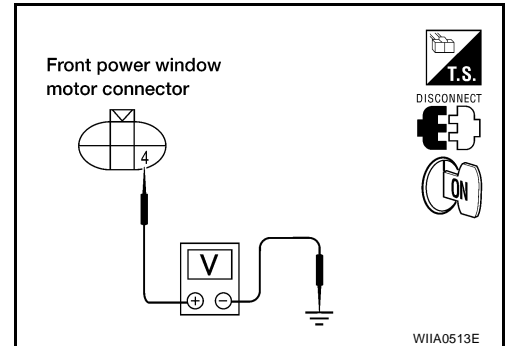 Front power window
motor connector
T.S.
DISCONNECT
4
ON
V
+ −
WIIA0513E